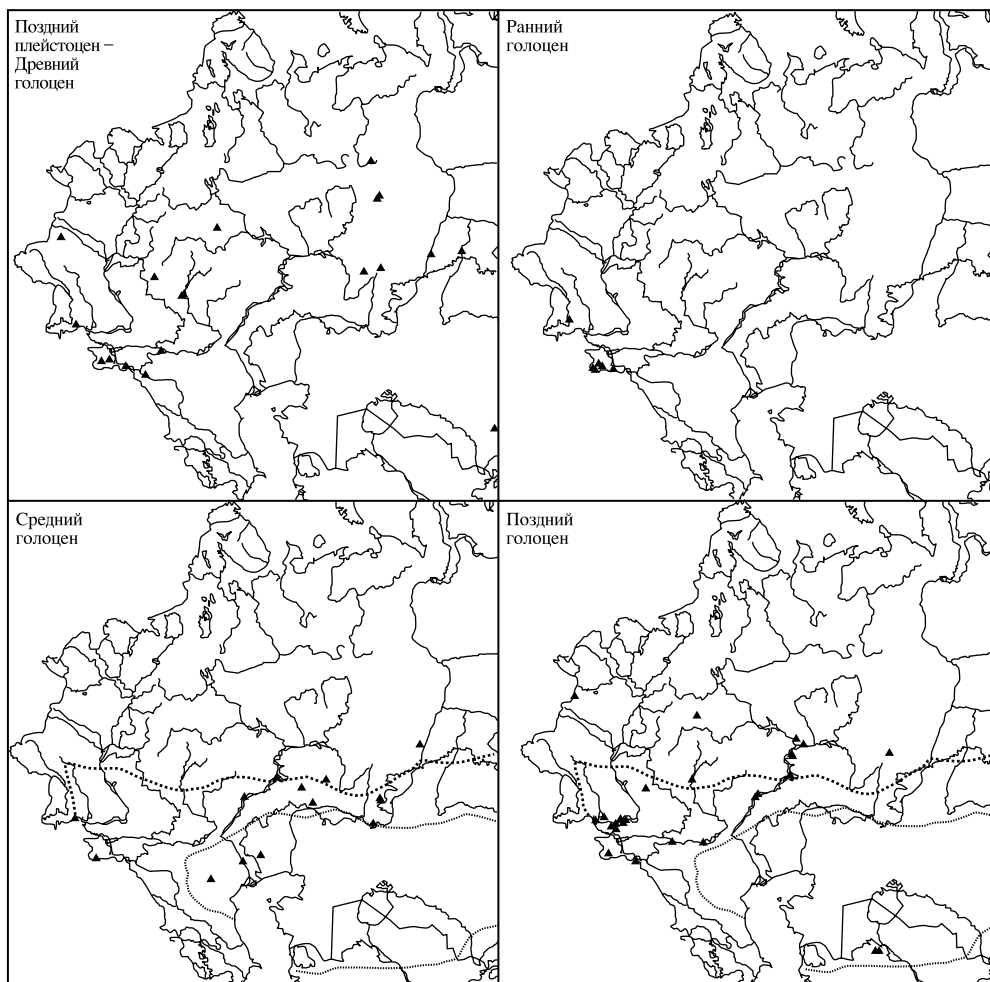 Поздний
плейстоцен –
Древний
голоцен
Ранний
голоцен
Средний
голоцен
Поздний
голоцен